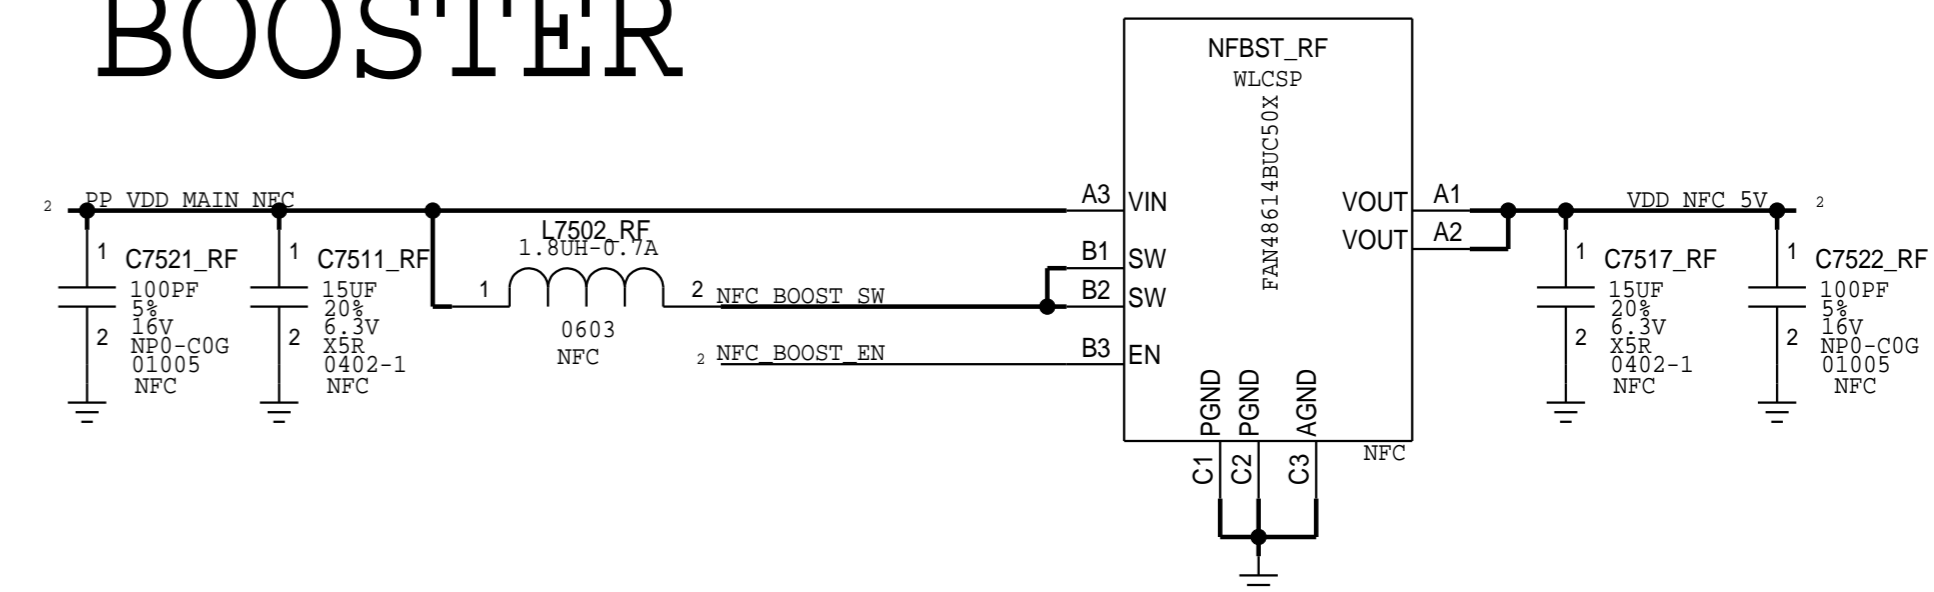 BOOSTER
NFBST_RF
WLCSP
FAN48614BUC50X
2 PP_VDD_MAIN_NFC
A3 VIN
VOUT A1
VDD_NFC_5V 2
VOUT A2
L7502_RF
1.8UH-0.7A
1 2
0603
NFC
NFC_BOOST_SW
B1 SW
B2 SW
2 NFC_BOOST_EN
B3 EN
1
C7521_RF
100PF
5%
16V
2
NP0-C0G
01005
NFC
1
C7511_RF
15UF
20%
6.3V
2
X5R
0402-1
NFC
1
C7517_RF
15UF
20%
6.3V
2
X5R
0402-1
NFC
1
C7522_RF
100PF
5%
16V
2
NP0-C0G
01005
NFC
PGND
PGND
AGND
C1
C2
C3
NFC